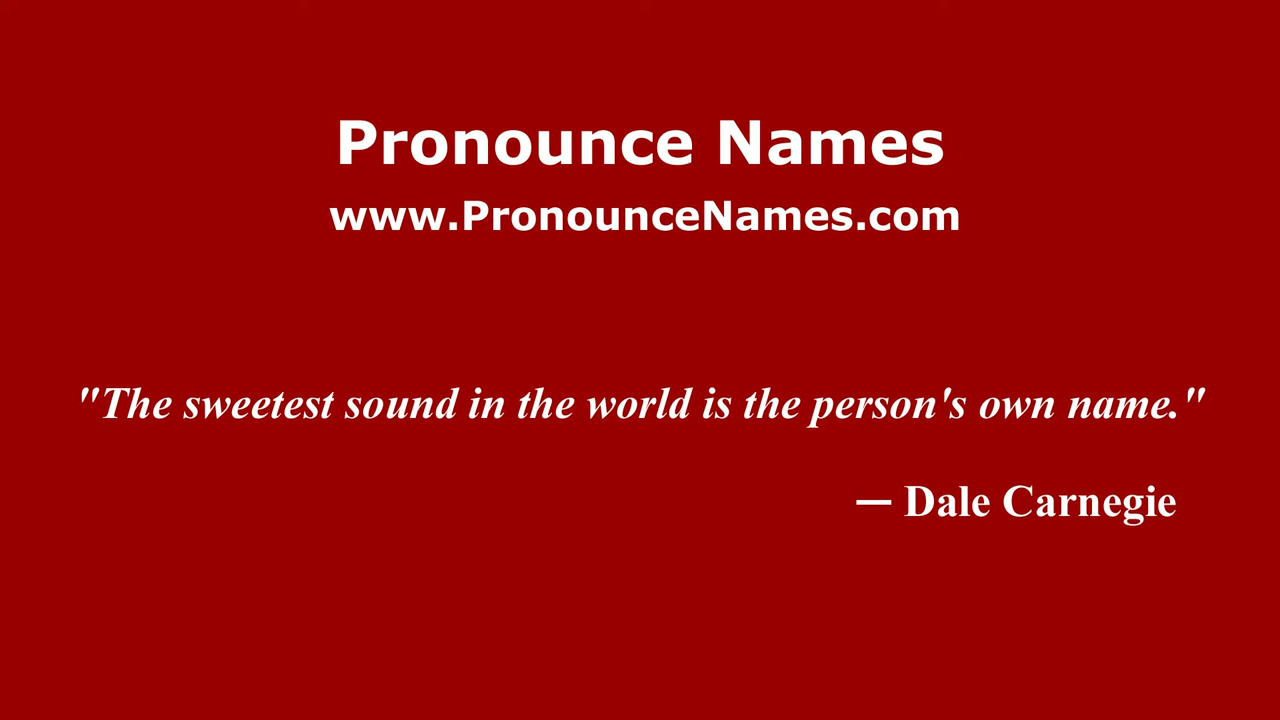 Pronounce Names
www.PronounceNames.com
"The sweetest sound in the world is the person's own name."
— Dale Carnegie